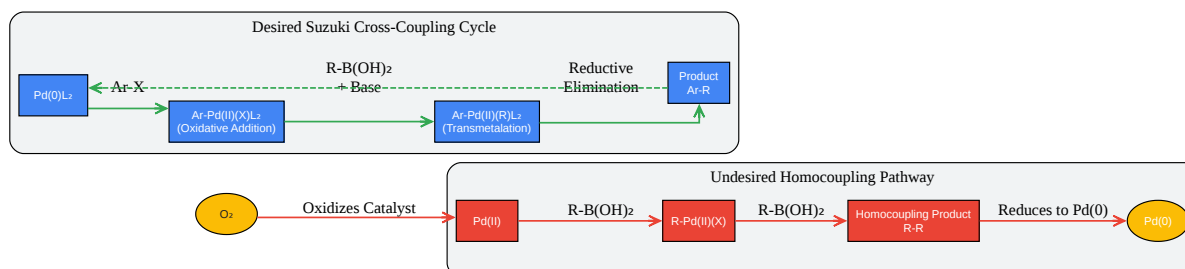 Desired Suzuki Cross-Coupling Cycle
Pd(0)L₂
Ar-X
R-B(OH)₂
+ Base
Reductive
Elimination
Product
Ar-R
Ar-Pd(II)(X)L₂
(Oxidative Addition)
Ar-Pd(II)(R)L₂
(Transmetalation)
Undesired Homocoupling Pathway
O₂
Oxidizes Catalyst
Pd(II)
R-B(OH)₂
R-Pd(II)(X)
R-B(OH)₂
Homocoupling Product
R-R
Reduces to Pd(0)
Pd(0)